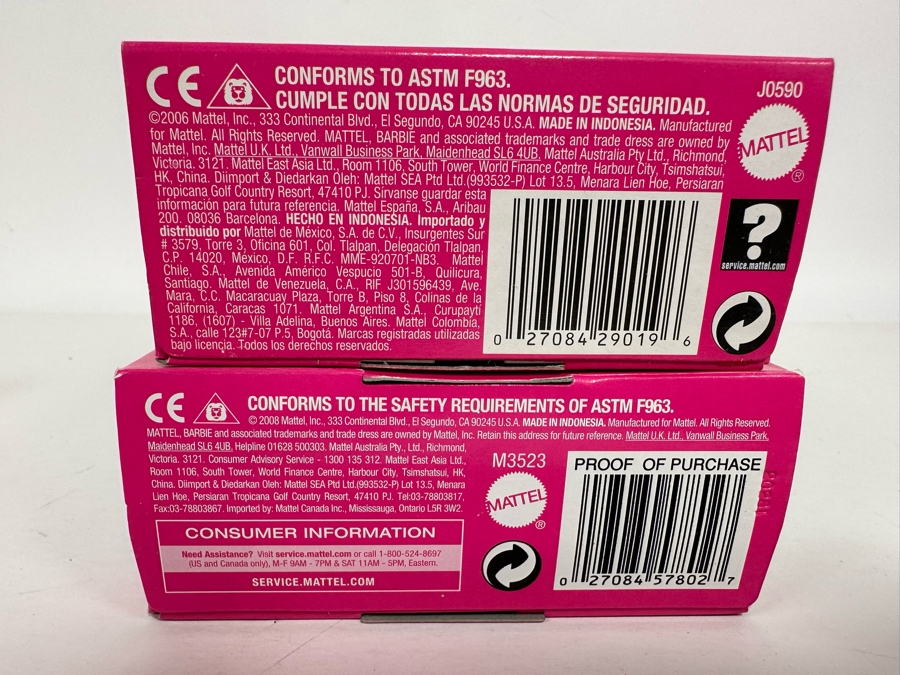 CE
CONFORMS TO ASTM F963.
CUMPLE CON TODAS LAS NORMAS DE SEGURIDAD.
J0590
©2006 Mattel, Inc., 333 Continental Blvd., El Segundo, CA 90245 U.S.A. MADE IN INDONESIA. Manufactured
for Mattel. All Rights Reserved. MATTEL, BARBIE and associated trademarks and trade dress are owned by
Mattel, Inc. Mattel U.K. Ltd., Vanwall Business Park, Maidenhead SL6 4UB. Mattel Australia Pty., Ltd., Richmond,
Victoria. 3121. Mattel East Asia Ltd., Room 1106, South Tower, World Finance Centre, Harbour City, Tsimshatsui,
HK, China. Diimport & Diedarkan Oleh: Mattel SEA Ptd Ltd.(993532-P) Lot 13.5, Menara Lien Hoe, Persiaran
Tropicana Golf Country Resort, 47410 PJ. Sírvanse guardar esta
información para futura remisión. Mattel España, S.A., Aribau
200. 08036 Barcelona. HECHO EN INDONESIA. Importado y
distribuido por Mattel de México, S.A. de C.V., Insurgentes Sur
# 3579, Torre 3, Oficina 601, Col. Tlalpan, Delegación Tlalpan,
C.P. 14020, México, D.F. R.F.C. MME-920701-NB3. Mattel
Chile, S.A., Avenida Américo Vespucio 501-B, Quilicura,
Santiago. Mattel de Venezuela, C.A., RIF J301596439, Ave.
Mara, C.C. Macaracuay Plaza, Torre B, Piso 8, Colinas de la
California, Caracas 1071. Mattel Argentina S.A., Curupaytí
1186, (1607) - Villa Adelina, Buenos Aires. Mattel Colombia,
S.A., calle 123#7-07 P.5, Bogotá. Marcas registradas utilizadas
bajo licencia. Todos los derechos reservados.
MATTEL
®
?
service.mattel.com
0 27084 29019 6
CE
CONFORMS TO THE SAFETY REQUIREMENTS OF ASTM F963.
© 2008 Mattel, Inc., 333 Continental Blvd., El Segundo, CA 90245 U.S.A. MADE IN INDONESIA. Manufactured for Mattel. All Rights Reserved.
MATTEL, BARBIE and associated trademarks and trade dress are owned by Mattel, Inc. Retain this address for future reference. Mattel U.K. Ltd., Vanwall Business Park,
Maidenhead SL6 4UB. Helpline 01628 500303. Mattel Australia Pty., Ltd., Richmond,
Victoria. 3121. Consumer Advisory Service - 1300 135 312. Mattel East Asia Ltd.,
Room 1106, South Tower, World Finance Centre, Harbour City, Tsimshatsui, HK,
China. Diimport & Diedarkan Oleh: Mattel SEA Ptd Ltd.(993532-P) Lot 13.5, Menara
Lien Hoe, Persiaran Tropicana Golf Country Resort, 47410 PJ. Tel:03-78803817,
Fax:03-78803867. Imported by: Mattel Canada Inc., Mississauga, Ontario L5R 3W2.
CONSUMER INFORMATION
Need Assistance? Visit service.mattel.com or call 1-800-524-8697
(US and Canada only), M-F 9AM - 7PM & SAT 11AM - 5PM, Eastern.
SERVICE.MATTEL.COM
M3523
MATTEL
®
PROOF OF PURCHASE
0 27084 57802 7